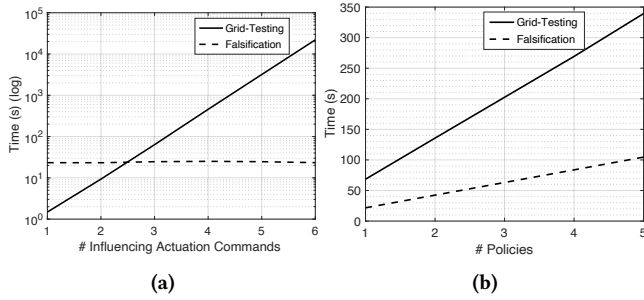 Time (s) (log)
10^5
10^4
10^3
10^2
10^1
10^0
Grid-Testing
Falsification
1 2 3 4 5 6
# Influencing Actuation Commands
(a)
Time (s)
350
300
250
200
150
100
50
0
Grid-Testing
Falsification
1 2 3 4 5
# Policies
(b)